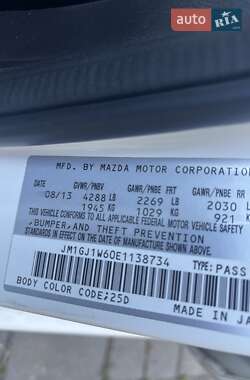 auto RIA
.com
MFD. BY MAZDA MOTOR CORPORATION
08/13 GVWR/PNBV GAWR/PNBE FRT GAWR/PNBE RR
4288 LB 2269 LB 2030
1945 KG 1029 KG 921
THIS VEHICLE CONFORMS TO ALL APPLICABLE FEDERAL MOTOR VEHICLE SAFETY
BUMPER, AND THEFT PREVENTION
STANDARDS IN EFFECT ON THE DATE OF MANUFACTURE SHOWN ABOVE.
JM1GJ1W60E1138734 TYPE:PASS
BODY COLOR CODE;25D MADE IN JA